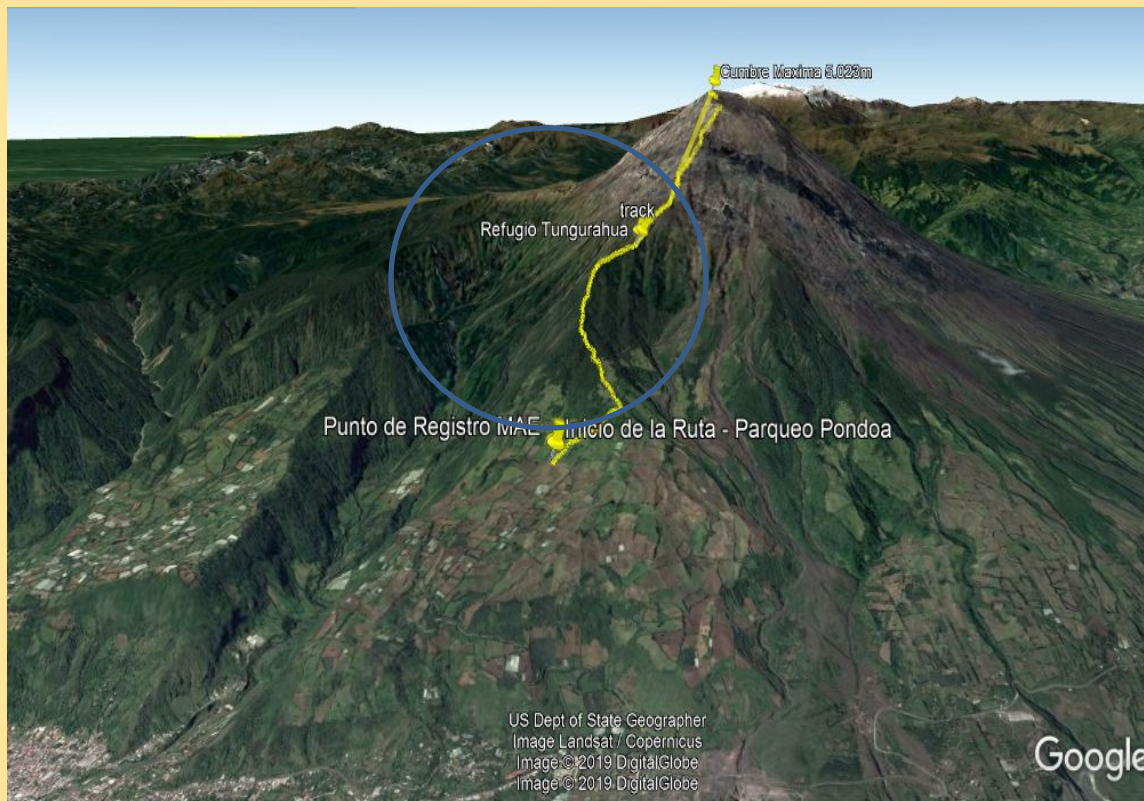 Cumbre Maxima 5.023m
track
Refugio Tungurahua
Punto de Registro MAE
Inicio de la Ruta - Parqueo Pondoa
US Dept of State Geographer
Image Landsat / Copernicus
Image © 2019 DigitalGlobe
Image © 2019 DigitalGlobe
Google